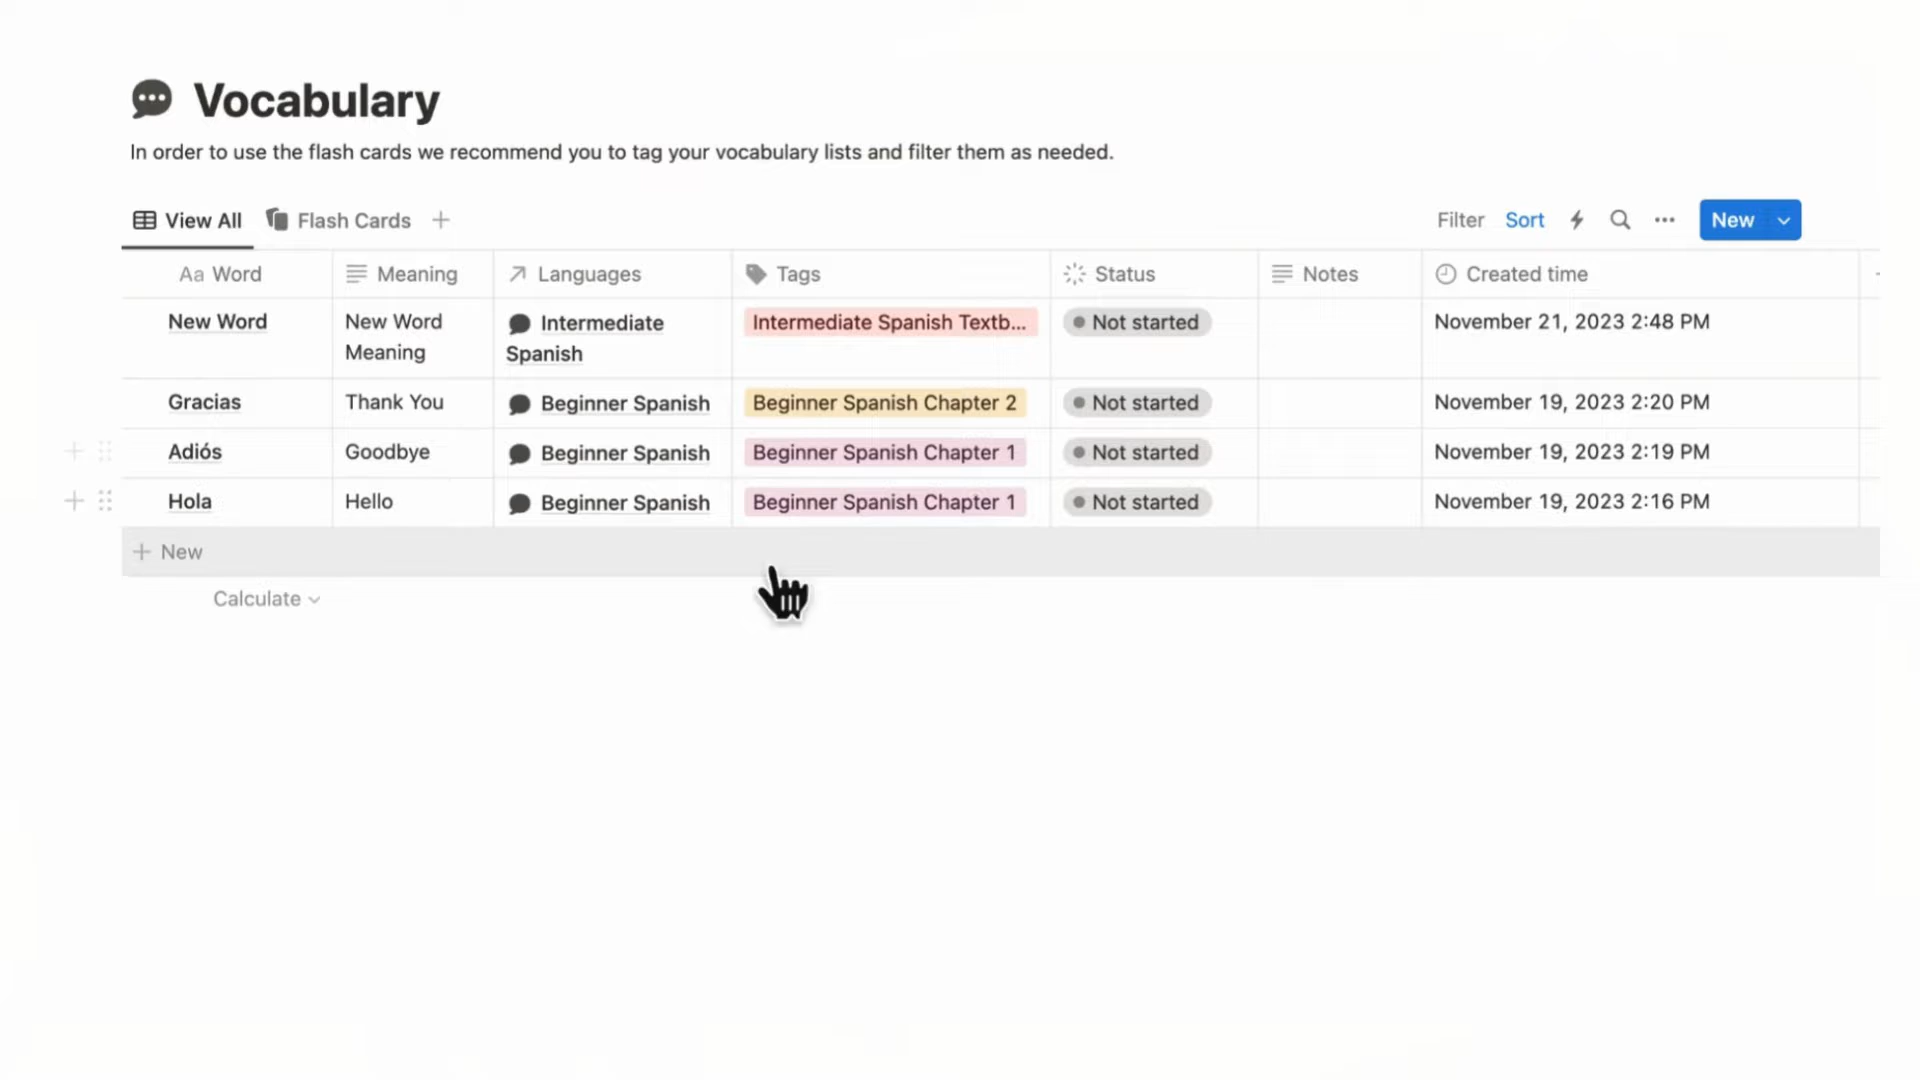 Vocabulary
In order to use the flash cards we recommend you to tag your vocabulary lists and filter them as needed.
View All Flash Cards Filter Sort New
Aa Word Meaning Languages Tags Status Notes Created time
New Word New Word Meaning Intermediate Spanish Intermediate Spanish Textb... Not started November 21, 2023 2:48 PM
Gracias Thank You Beginner Spanish Beginner Spanish Chapter 2 Not started November 19, 2023 2:20 PM
Adiós Goodbye Beginner Spanish Beginner Spanish Chapter 1 Not started November 19, 2023 2:19 PM
Hola Hello Beginner Spanish Beginner Spanish Chapter 1 Not started November 19, 2023 2:16 PM
+ New
Calculate